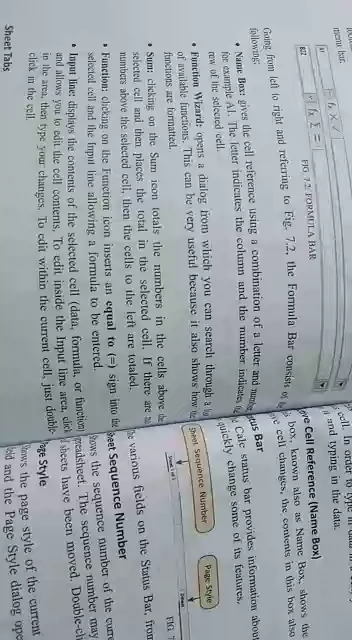 menu bar.
B22
fx Σ =
fx
FIG. 7.2: FORMULA BAR
Going from left to right and referring to Fig. 7.2, the Formula Bar consists of
following:
• Name Box: gives the cell reference using a combination of a letter and
for example A1. The letter indicates the column and the number indicates
row of the selected cell.
• Function Wizard: opens a dialog from which you can search through a
of available functions. This can be very useful because it also shows how
functions are formatted.
• Sum: clicking on the Sum icon totals the numbers in the cells above the
selected cell and then places the total in the selected cell. If there are
numbers above the selected cell, then the cells to the left are totaled.
• Function: clicking on the Function icon inserts an equal to (=) sign into the
selected cell and the Input line allowing a formula to be entered.
• Input line: displays the contents of the selected cell (data, formula, or function)
and allows you to edit the cell contents. To edit inside the Input line area, click
in the area, then type your changes. To edit within the current cell, just double-
click in the cell.
Sheet Tabs
cell. In order to type in data
and typing in the data.
Cell Reference (Name Box)
box, known also as Name Box, shows the
cell changes, the contents in this box also
us Bar
Calc status bar provides information abou
quickly change some of its features.
Sheet Sequence Number
Page Style
FIG. 7
he various fields on the Status Bar, from
Sheet Sequence Number
shows the sequence number of the curre
spreadsheet. The sequence number may
sheets have been moved. Double-cli
Page Style
shows the page style of the current
and the Page Style dialog ope